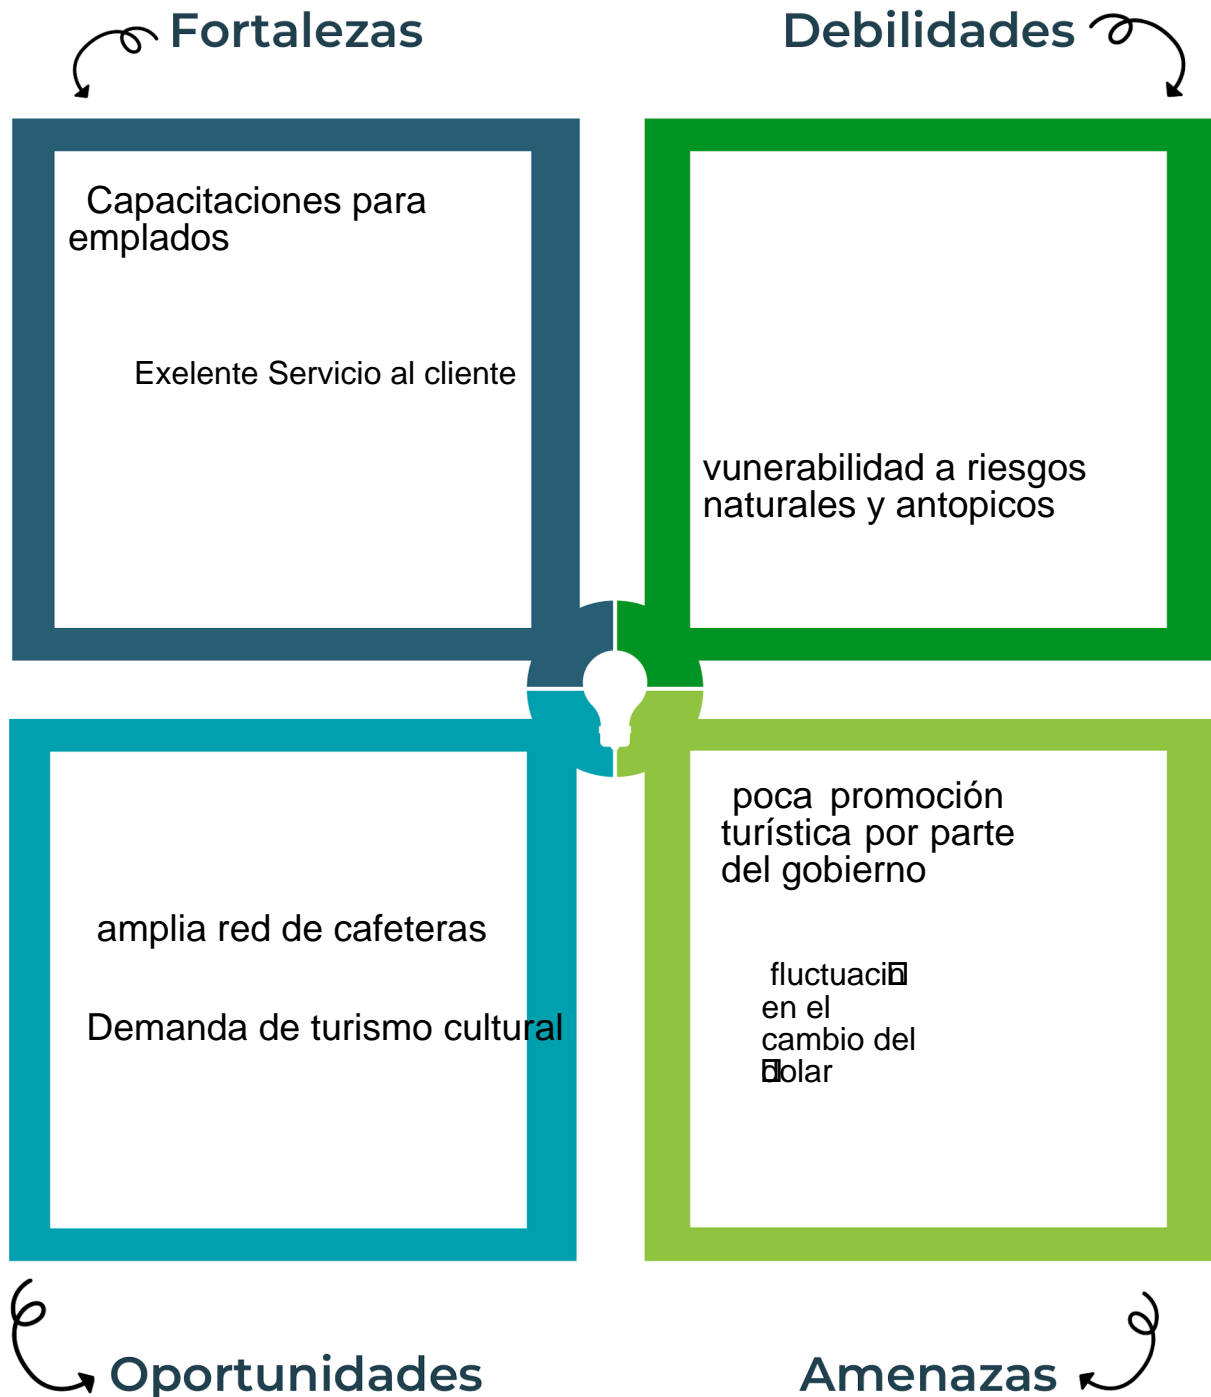 Fortalezas
Debilidades
Capacitaciones para
emplados
Exelente Servicio al cliente
vunerabilidad a riesgos
naturales y antopicos
amplia red de cafeteras
Demanda de turismo cultural
poca promoción
turística por parte
del gobierno
en el
cambio del
Oportunidades
Amenazas